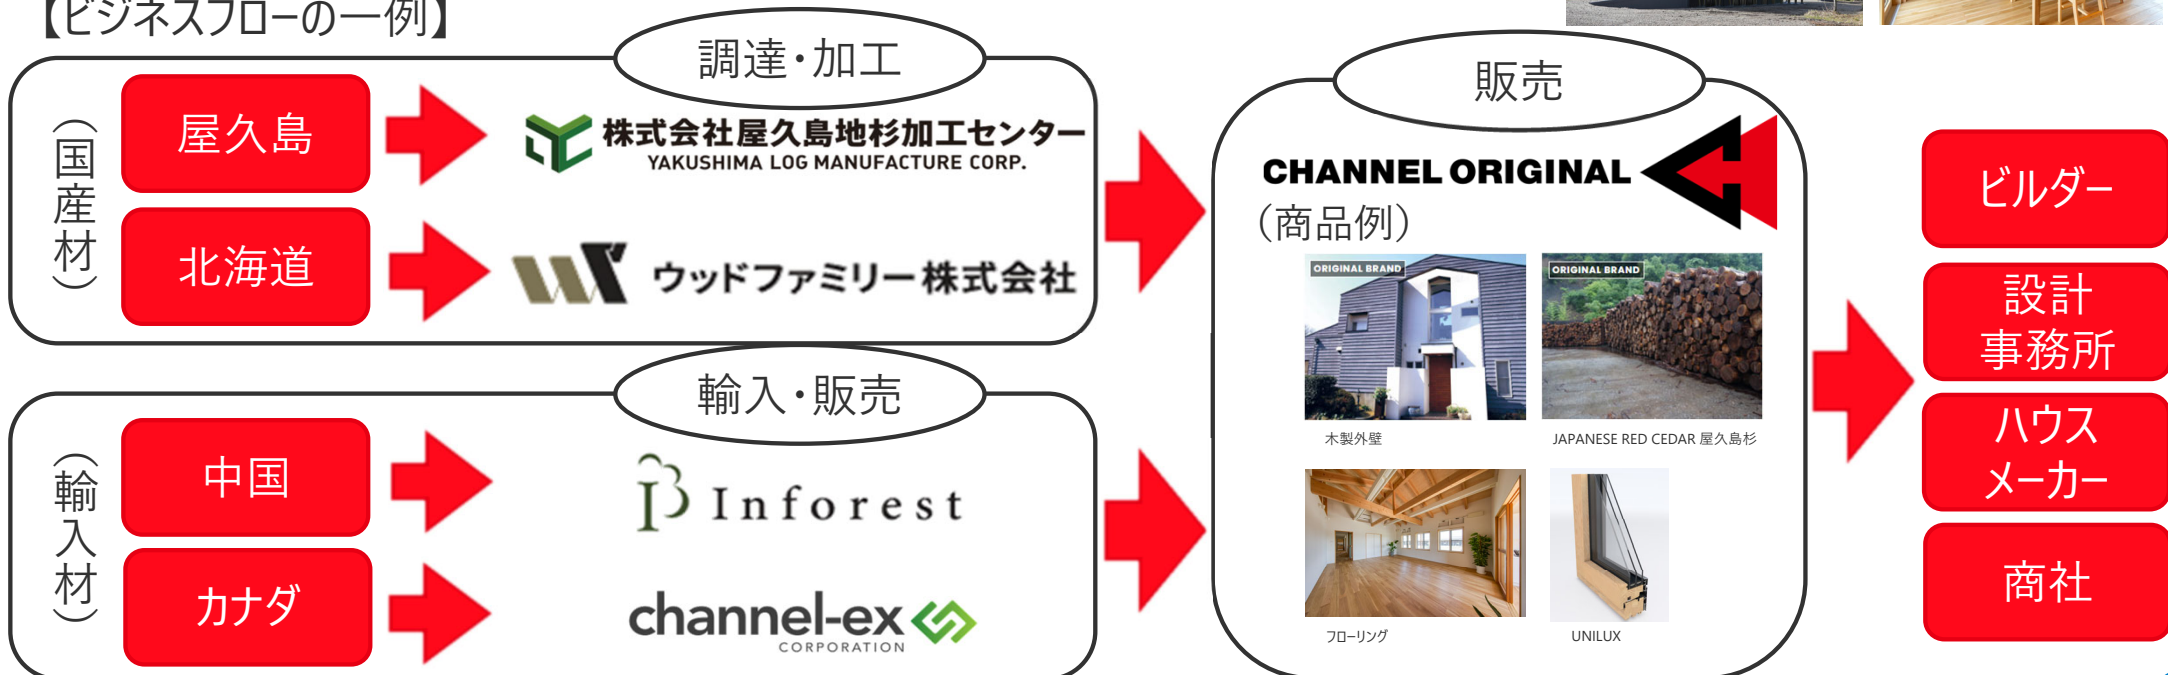 【ビジネスフローの一例】
調達・加工
（国産材）
屋久島
株式会社屋久島地杉加工センター
YAKUSHIMA LOG MANUFACTURE CORP.
北海道
ウッドファミリー株式会社
輸入・販売
（輸入材）
中国
Inforest
カナダ
channel-ex
CORPORATION
販売
CHANNEL ORIGINAL
（商品例）
ORIGINAL BRAND
ORIGINAL BRAND
木製外壁
JAPANESE RED CEDAR 屋久島杉
フローリング
UNILUX
ビルダー
設計
事務所
ハウス
メーカー
商社